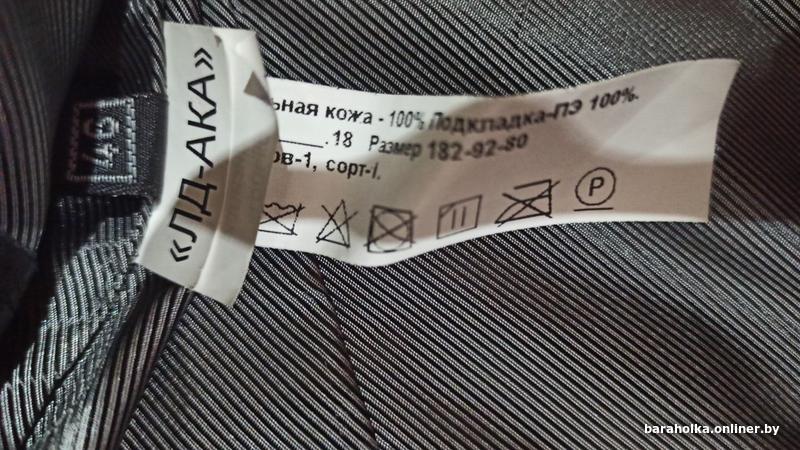 46
«ЛД-АКА»
ьная кожа - 100% Подкладка-ПЭ 100%.
.18 Размер 182-92-80
ов-1, сорт-I.
P
baraholka.onliner.by